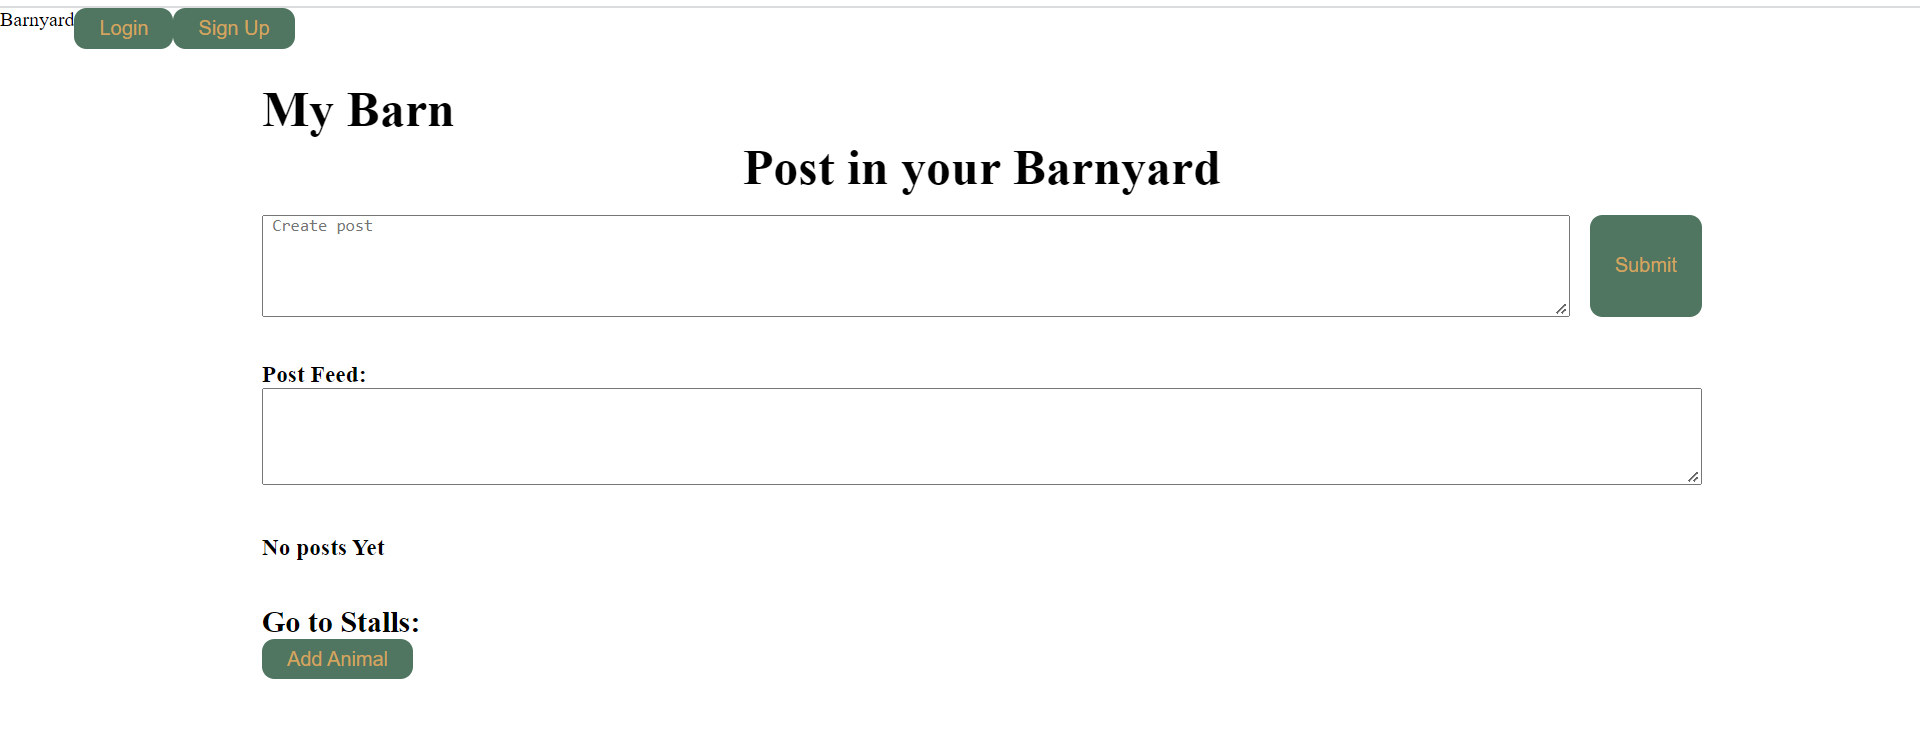 Barnyard Login Sign Up
My Barn
Post in your Barnyard
Create post
Submit
Post Feed:
No posts Yet
Go to Stalls:
Add Animal